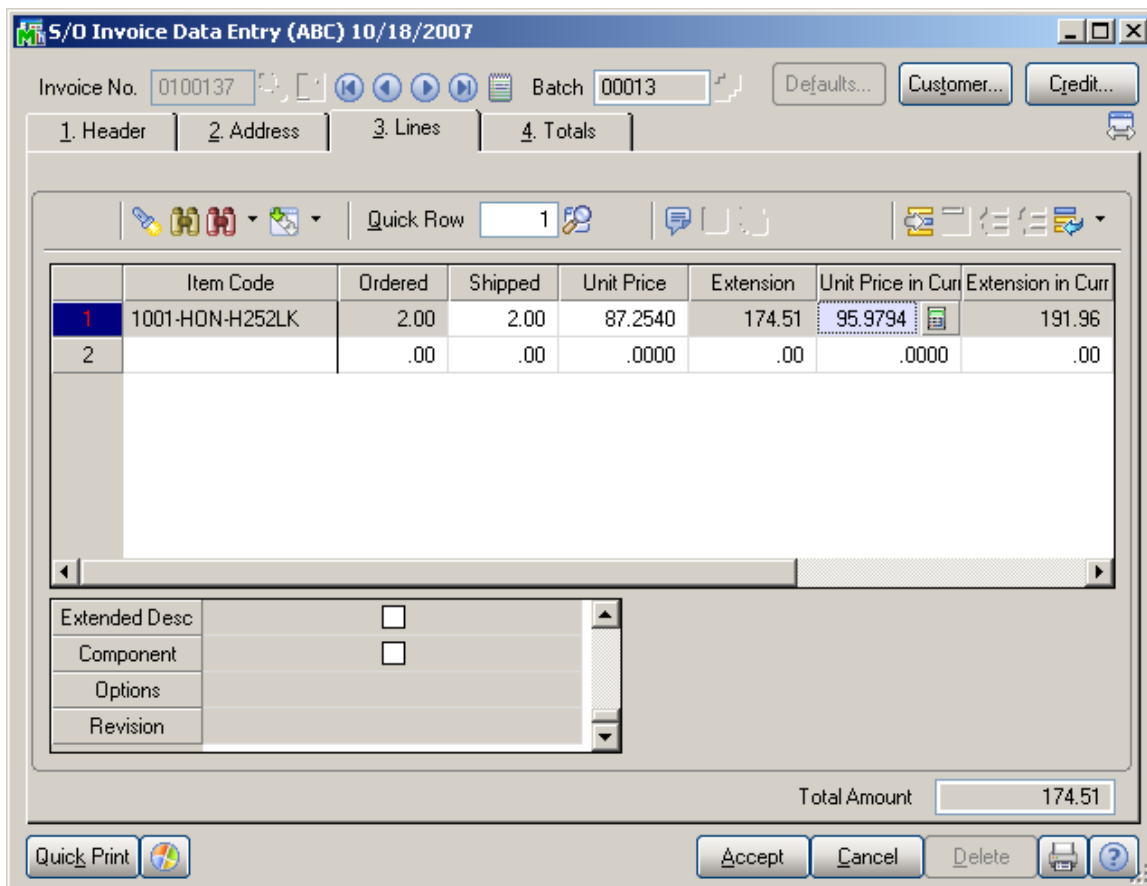 S/O Invoice Data Entry (ABC) 10/18/2007
Invoice No. 0100137 Batch 00013 Defaults... Customer... Credit...
1. Header 2. Address 3. Lines 4. Totals
Quick Row 1
Item Code Ordered Shipped Unit Price Extension Unit Price in Curr Extension in Curr
1 1001-HON-H252LK 2.00 2.00 87.2540 174.51 95.9794 191.96
2 .00 .00 .0000 .00 .0000 .00
Extended Desc
Component
Options
Revision
Total Amount 174.51
Quick Print Accept Cancel Delete